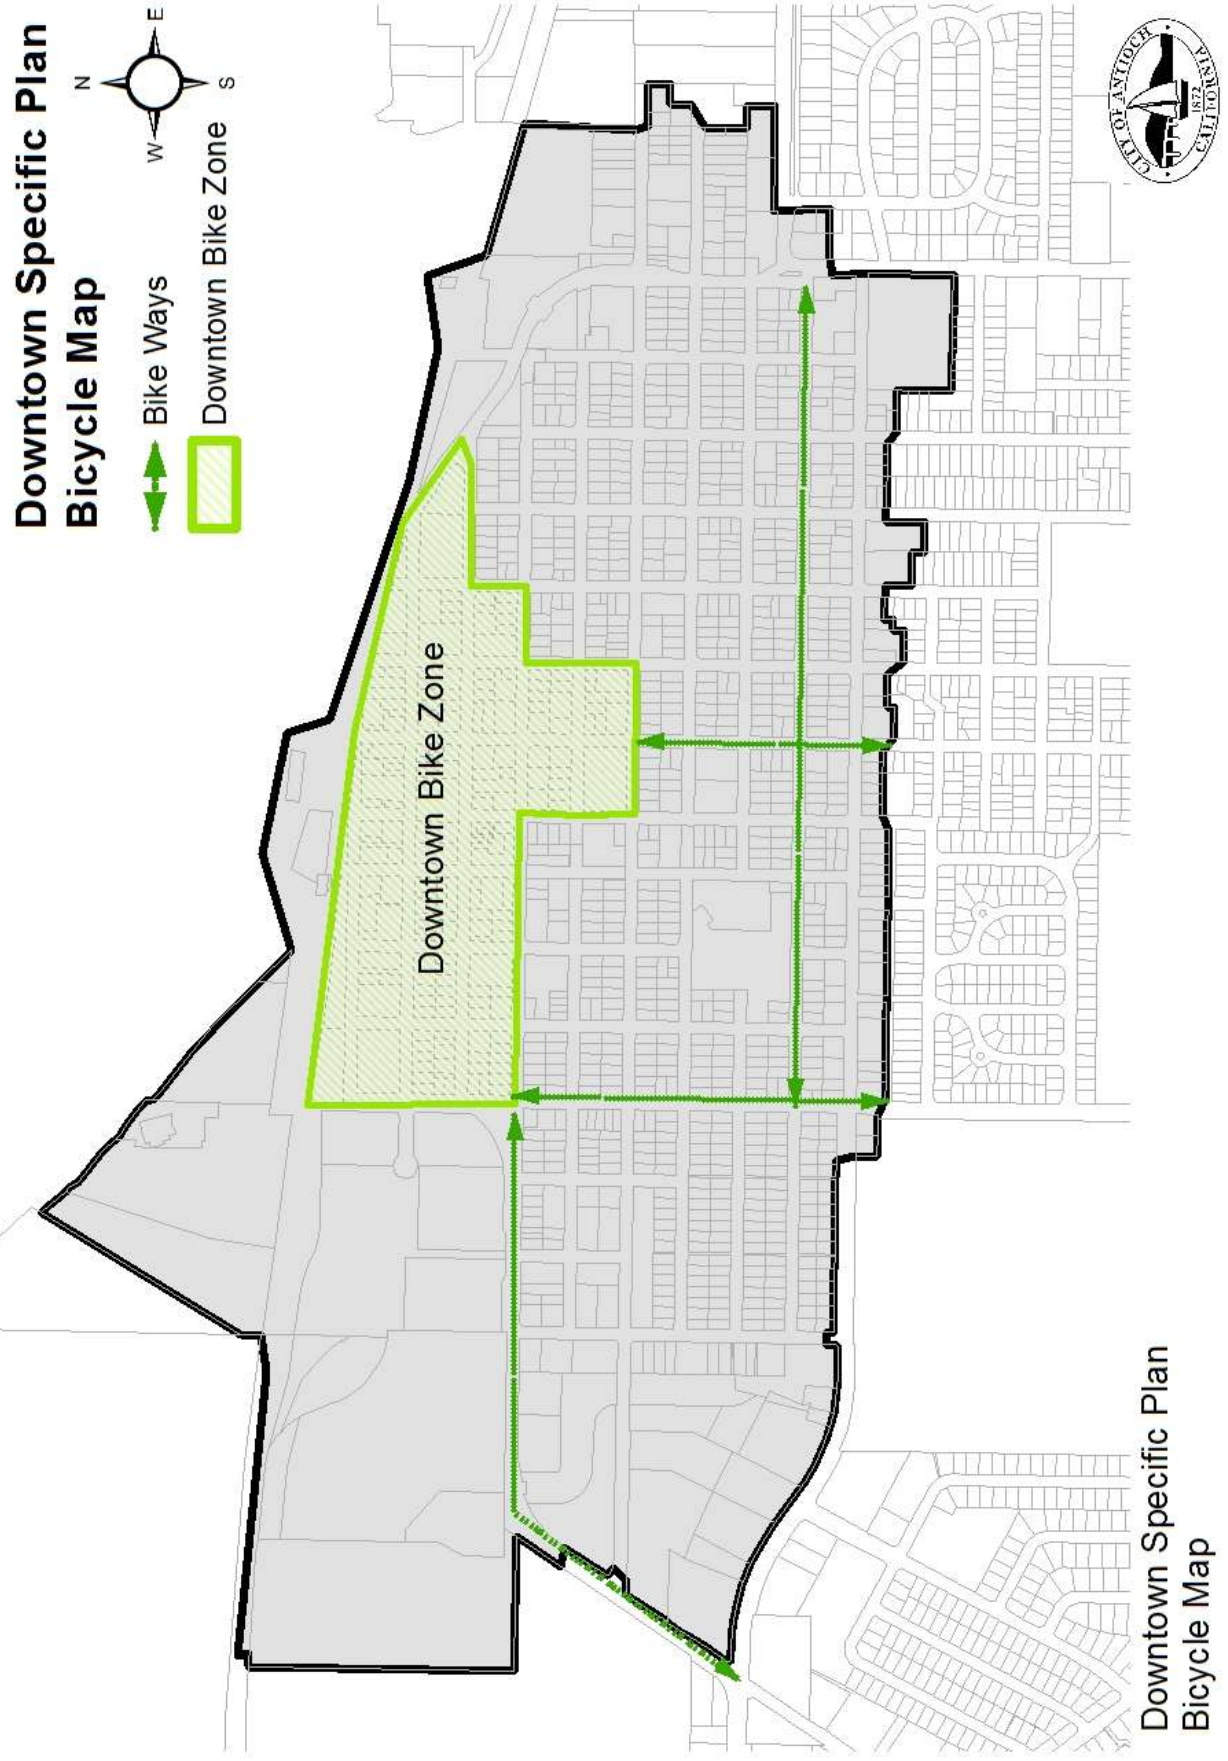 Downtown Specific Plan
Bicycle Map
N
E
W
S
Bike Ways
Downtown Bike Zone
Downtown Bike Zone
CITY OF ANTIOCH
1872
CALIFORNIA
Downtown Specific Plan
Bicycle Map